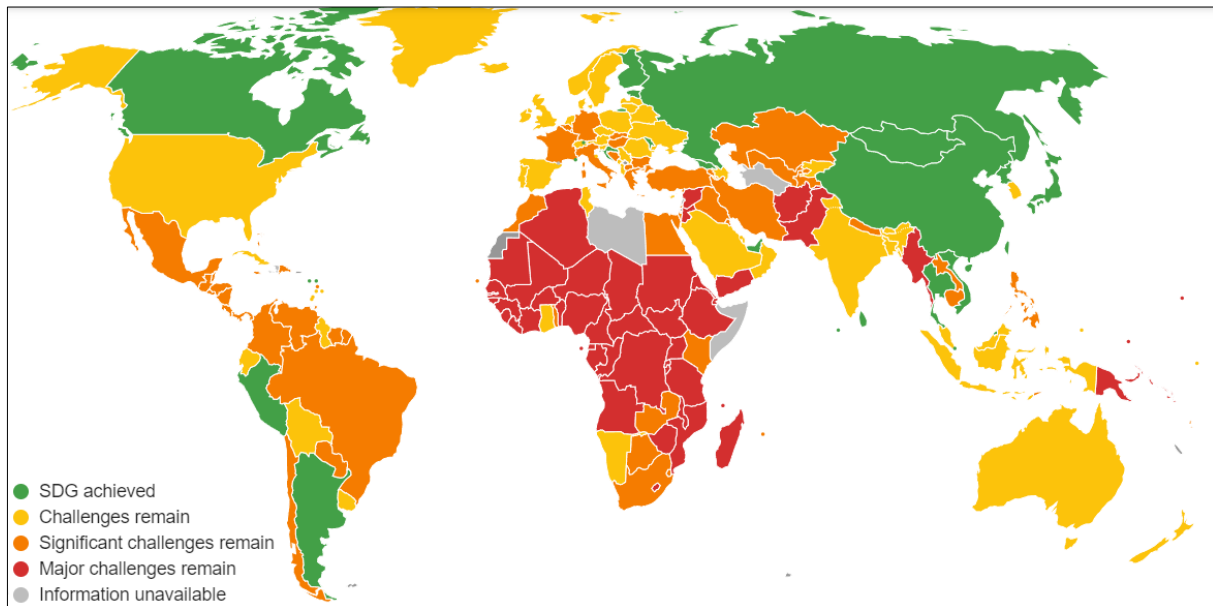 SDG achieved
Challenges remain
Significant challenges remain
Major challenges remain
Information unavailable